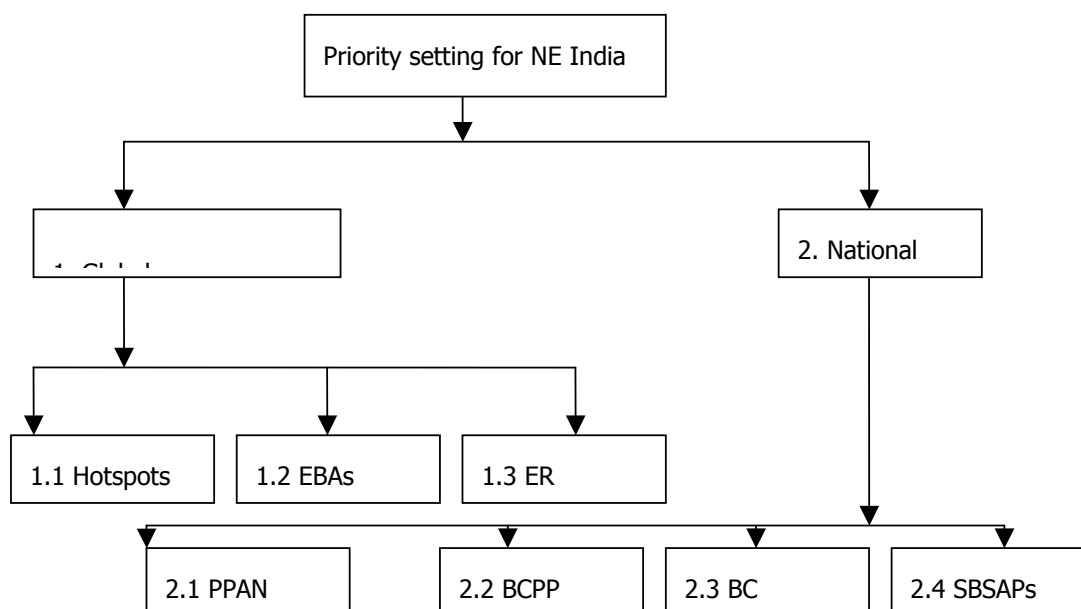 Priority setting for NE India
2. National
1.1 Hotspots
1.2 EBAs
1.3 ER
2.1 PPAN
2.2 BCPP
2.3 BC
2.4 SBSAPs